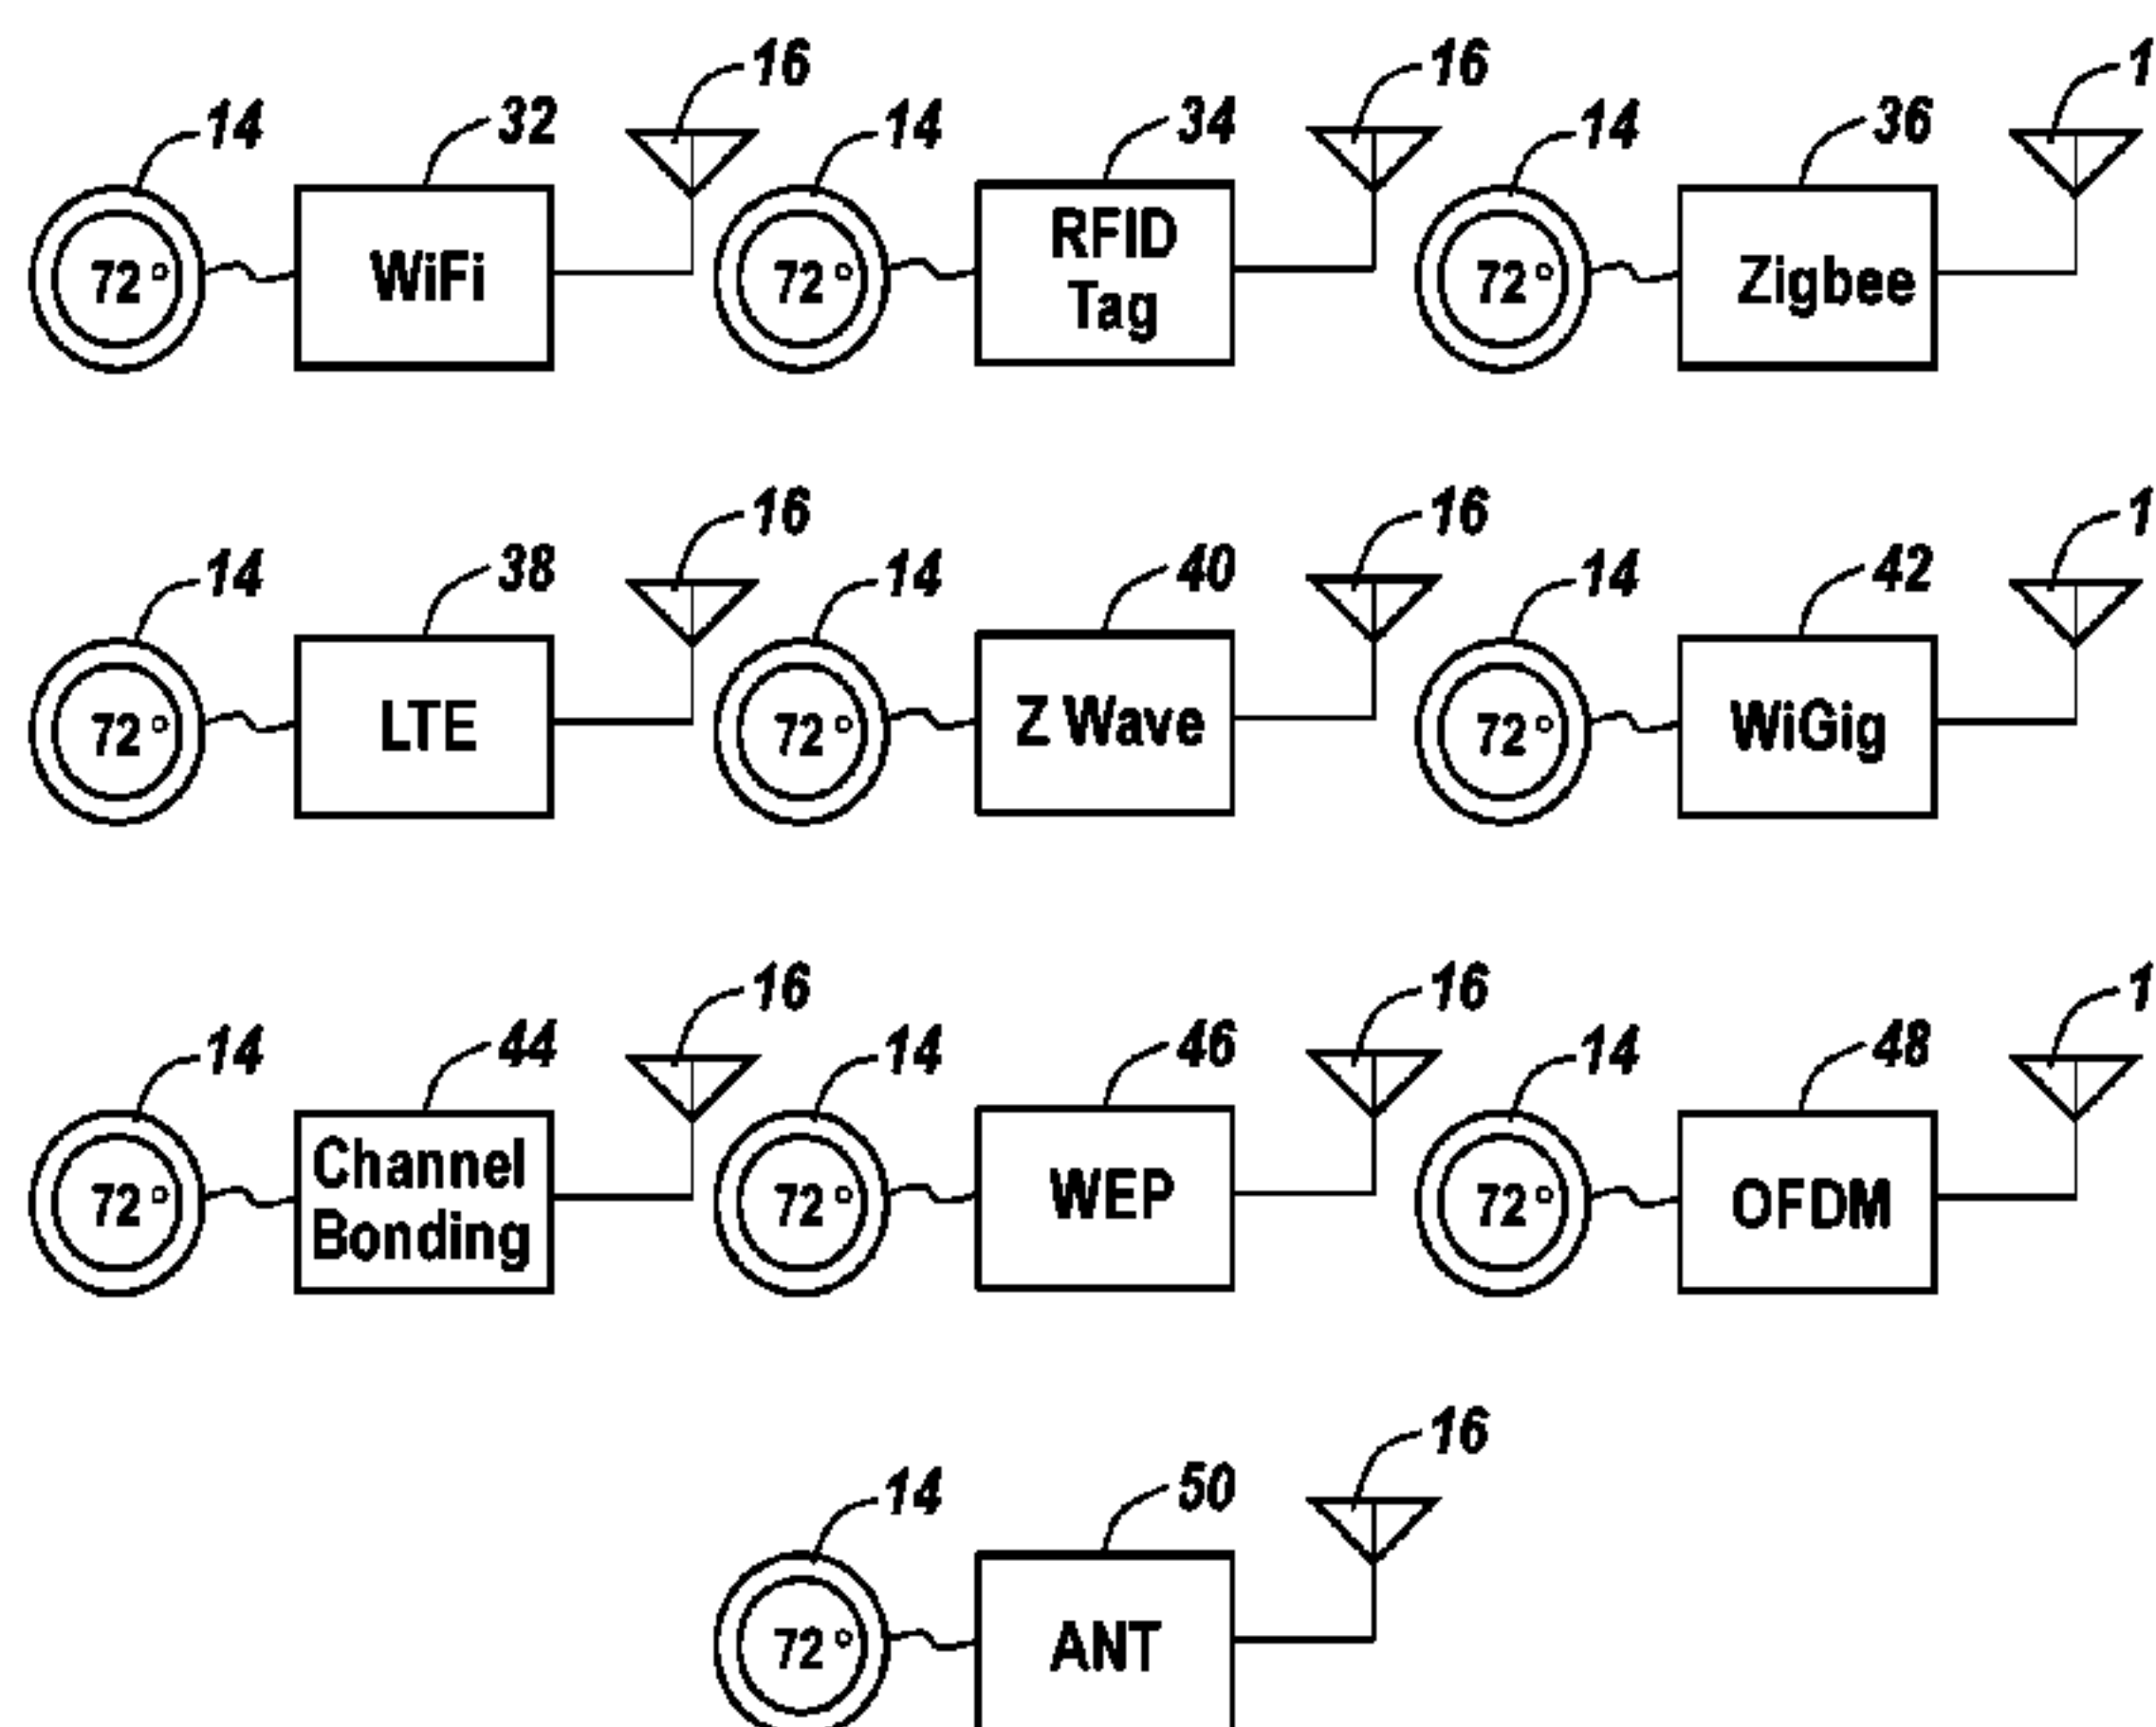 16 16 1
14 32 14 34 14 36
72° WiFi 72° RFID Tag 72° Zigbee
16 16 1
14 38 14 40 14 42
72° LTE 72° Z Wave 72° WiGig
16 16 1
14 44 14 46 14 48
72° Channel Bonding 72° WEP 72° OFDM
16
14 50
72° ANT